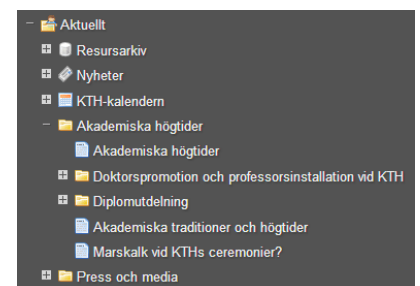 Aktuellt
Resursarkiv
Nyheter
KTH-kalendern
Akademiska högtider
Akademiska högtider
Doktorspromotion och professorsinstallation vid KTH
Diplomutdelning
Akademiska traditioner och högtider
Marskalk vid KTHs ceremonier?
Press och media